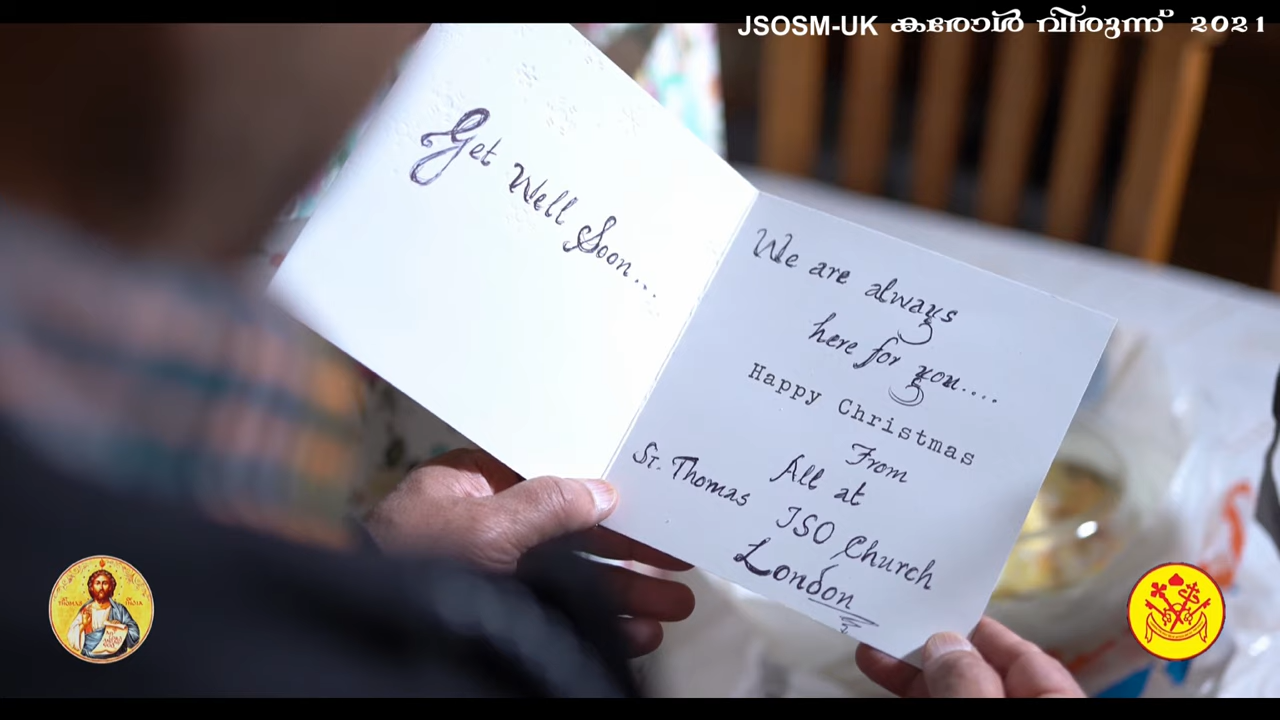 JSOSM-UK കരോൾ വിരുന്ന് 2021
Get Well Soon...
We are always
here for you....
Happy Christmas
From
All at
St. Thomas JSO Church
London